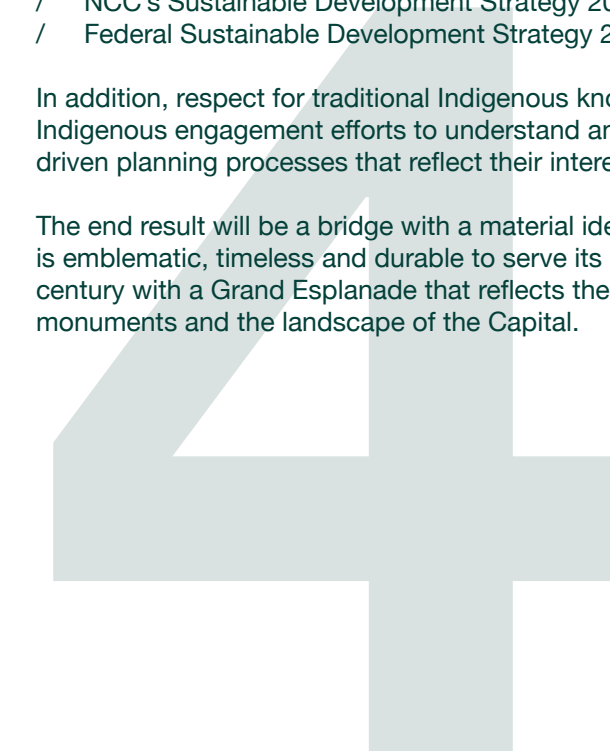 / NCC's Sustainable Development Strategy
/ Federal Sustainable Development Strategy
In addition, respect for traditional Indigenous
Indigenous engagement efforts to understand
driven planning processes that reflect their
The end result will be a bridge with a material
is emblematic, timeless and durable to serve its
century with a Grand Esplanade that reflects the
monuments and the landscape of the Capital.
4